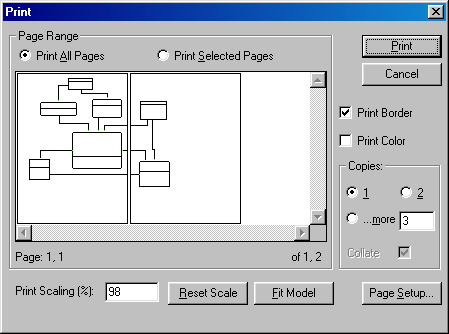 Print
Page Range
Print All Pages
Print Selected Pages
Print
Cancel
Print Border
Print Color
Copies:
1
2
...more
3
Collate
Page: 1, 1
of 1, 2
Print Scaling (%):
98
Reset Scale
Fit Model
Page Setup...